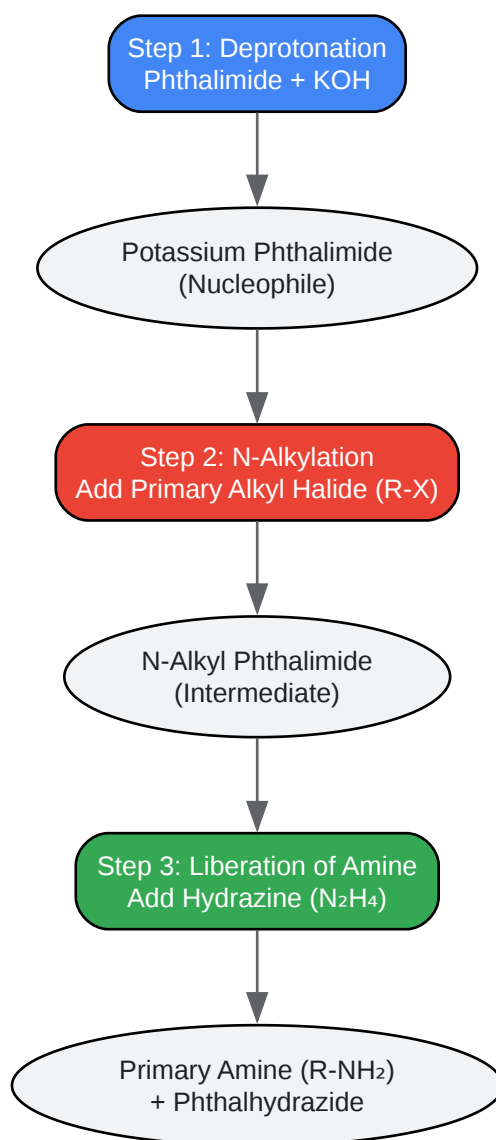 Step 1: Deprotonation
Phthalimide + KOH
Potassium Phthalimide
(Nucleophile)
Step 2: N-Alkylation
Add Primary Alkyl Halide (R-X)
N-Alkyl Phthalimide
(Intermediate)
Step 3: Liberation of Amine
Add Hydrazine (N₂H₄)
Primary Amine (R-NH₂)
+ Phthalhydrazide